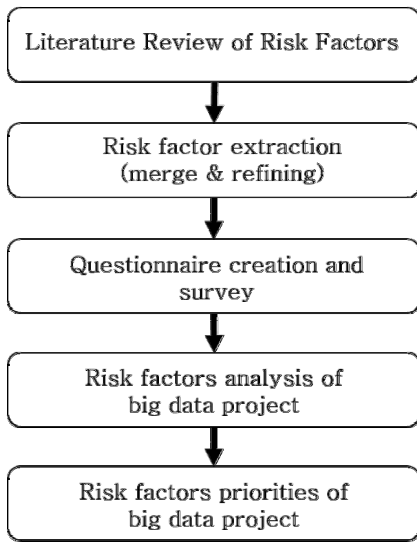 Literature Review of Risk Factors
Risk factor extraction
(merge & refining)
Questionnaire creation and
survey
Risk factors analysis of
big data project
Risk factors priorities of
big data project